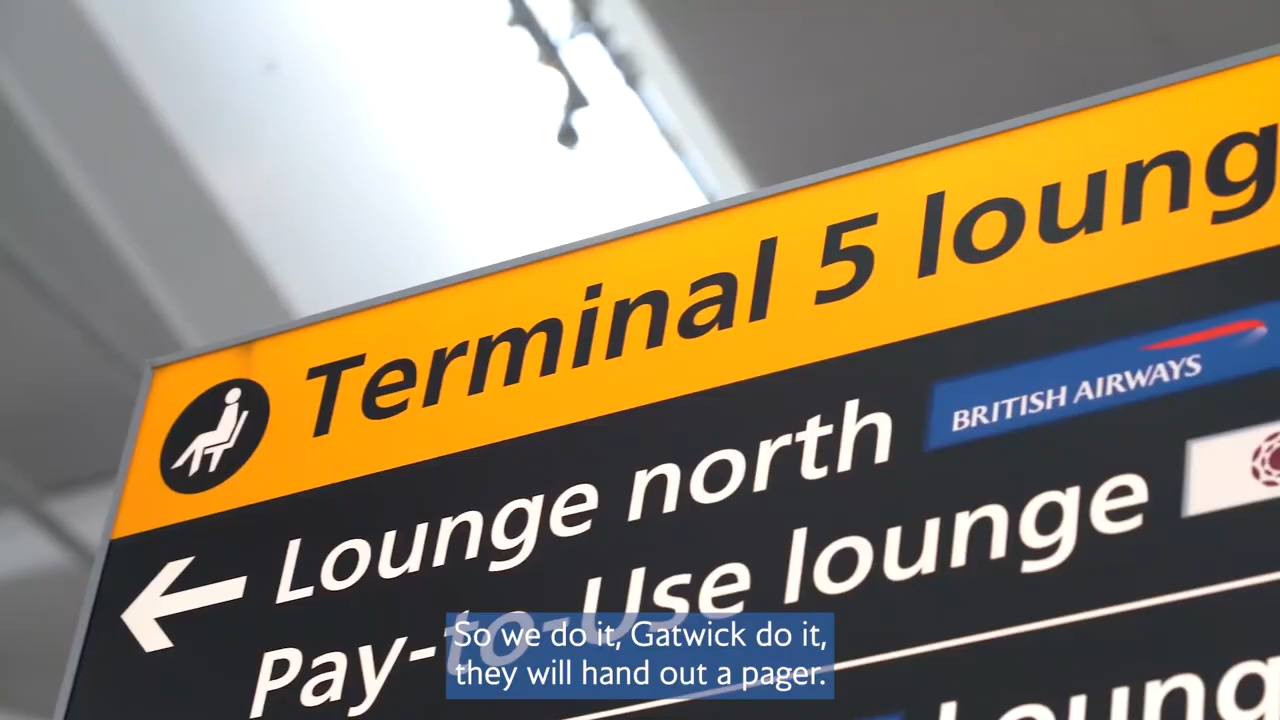 Terminal 5 loung
Lounge north
BRITISH AIRWAYS
Pay-to-Use lounge
Loung
So we do it, Gatwick do it,
they will hand out a pager.